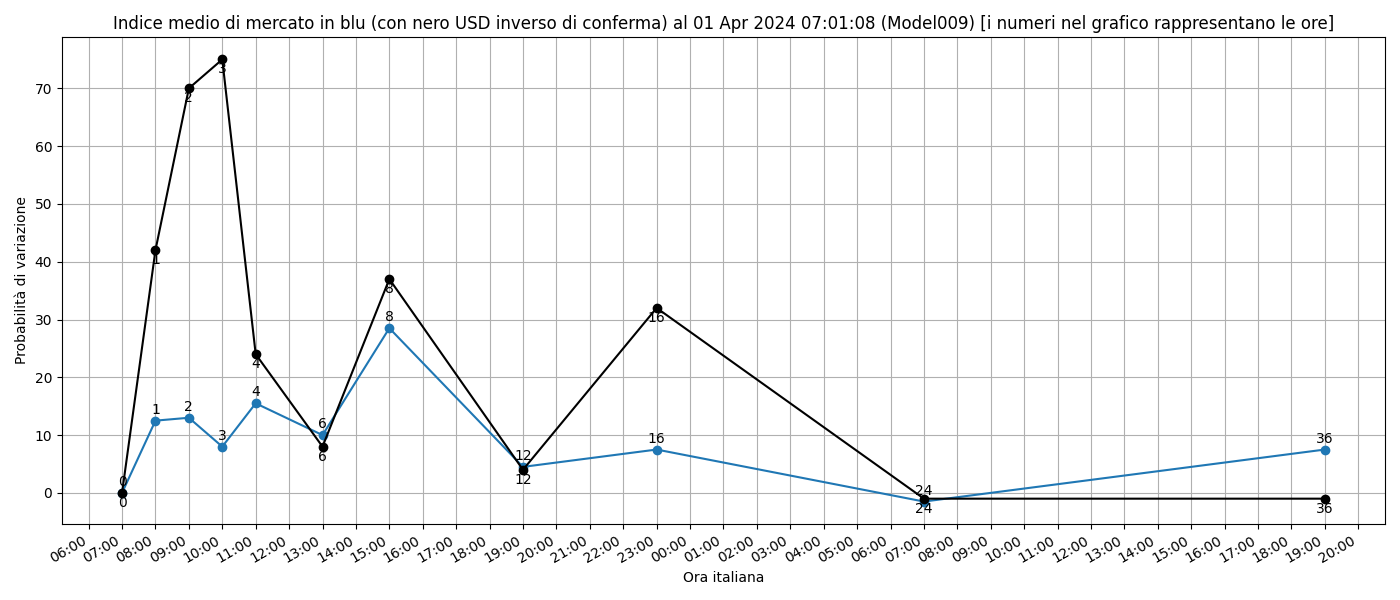 Indice medio di mercato in blu (con nero USD inverso di conferma) al 01 Apr 2024 07:01:08 (Model009) [i numeri nel grafico rappresentano le ore]
Probabilità di variazione
70
60
50
40
30
20
10
0
0 1 2 3 4 6 8 12 16 24 36
0 1 2 3 4 6 8 12 16 24 36
06:00 07:00 08:00 09:00 10:00 11:00 12:00 13:00 14:00 15:00 16:00 17:00 18:00 19:00 20:00 21:00 22:00 23:00 00:00 01:00 02:00 03:00 04:00 05:00 06:00 07:00 08:00 09:00 10:00 11:00 12:00 13:00 14:00 15:00 16:00 17:00 18:00 19:00 20:00
Ora italiana